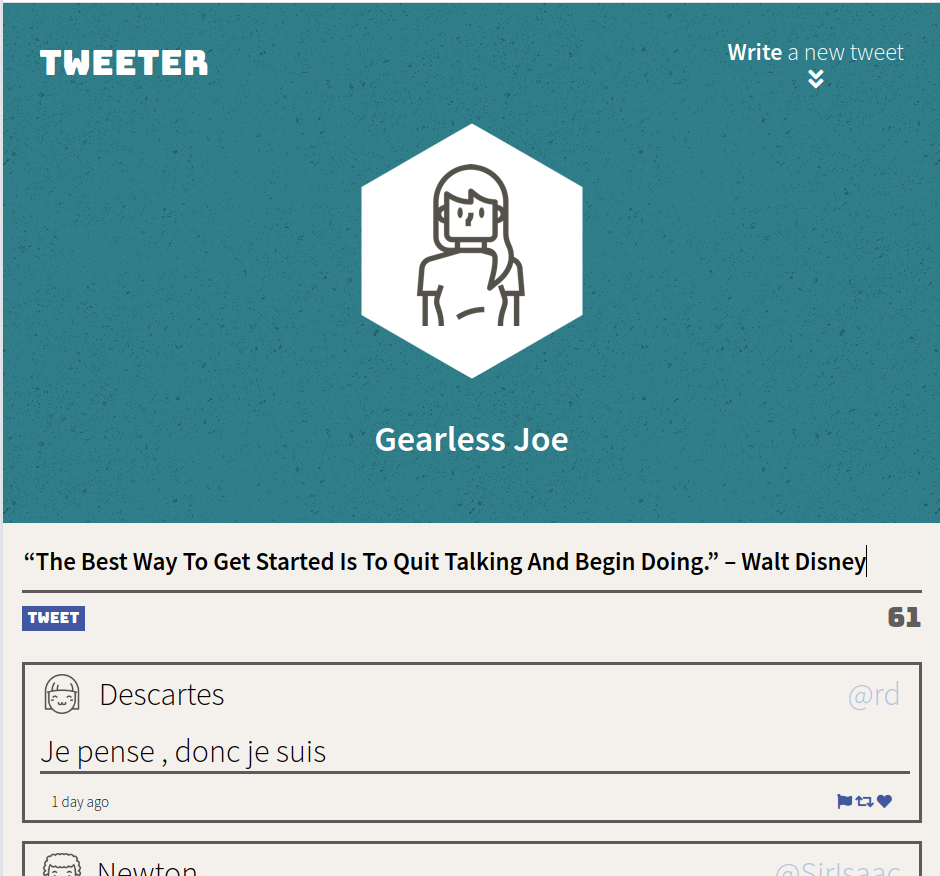 TWEETER
Write a new tweet
Gearless Joe
“The Best Way To Get Started Is To Quit Talking And Begin Doing.” – Walt Disney
TWEET
61
Descartes
@rd
Je pense , donc je suis
1 day ago
Newton
@SirIsaac